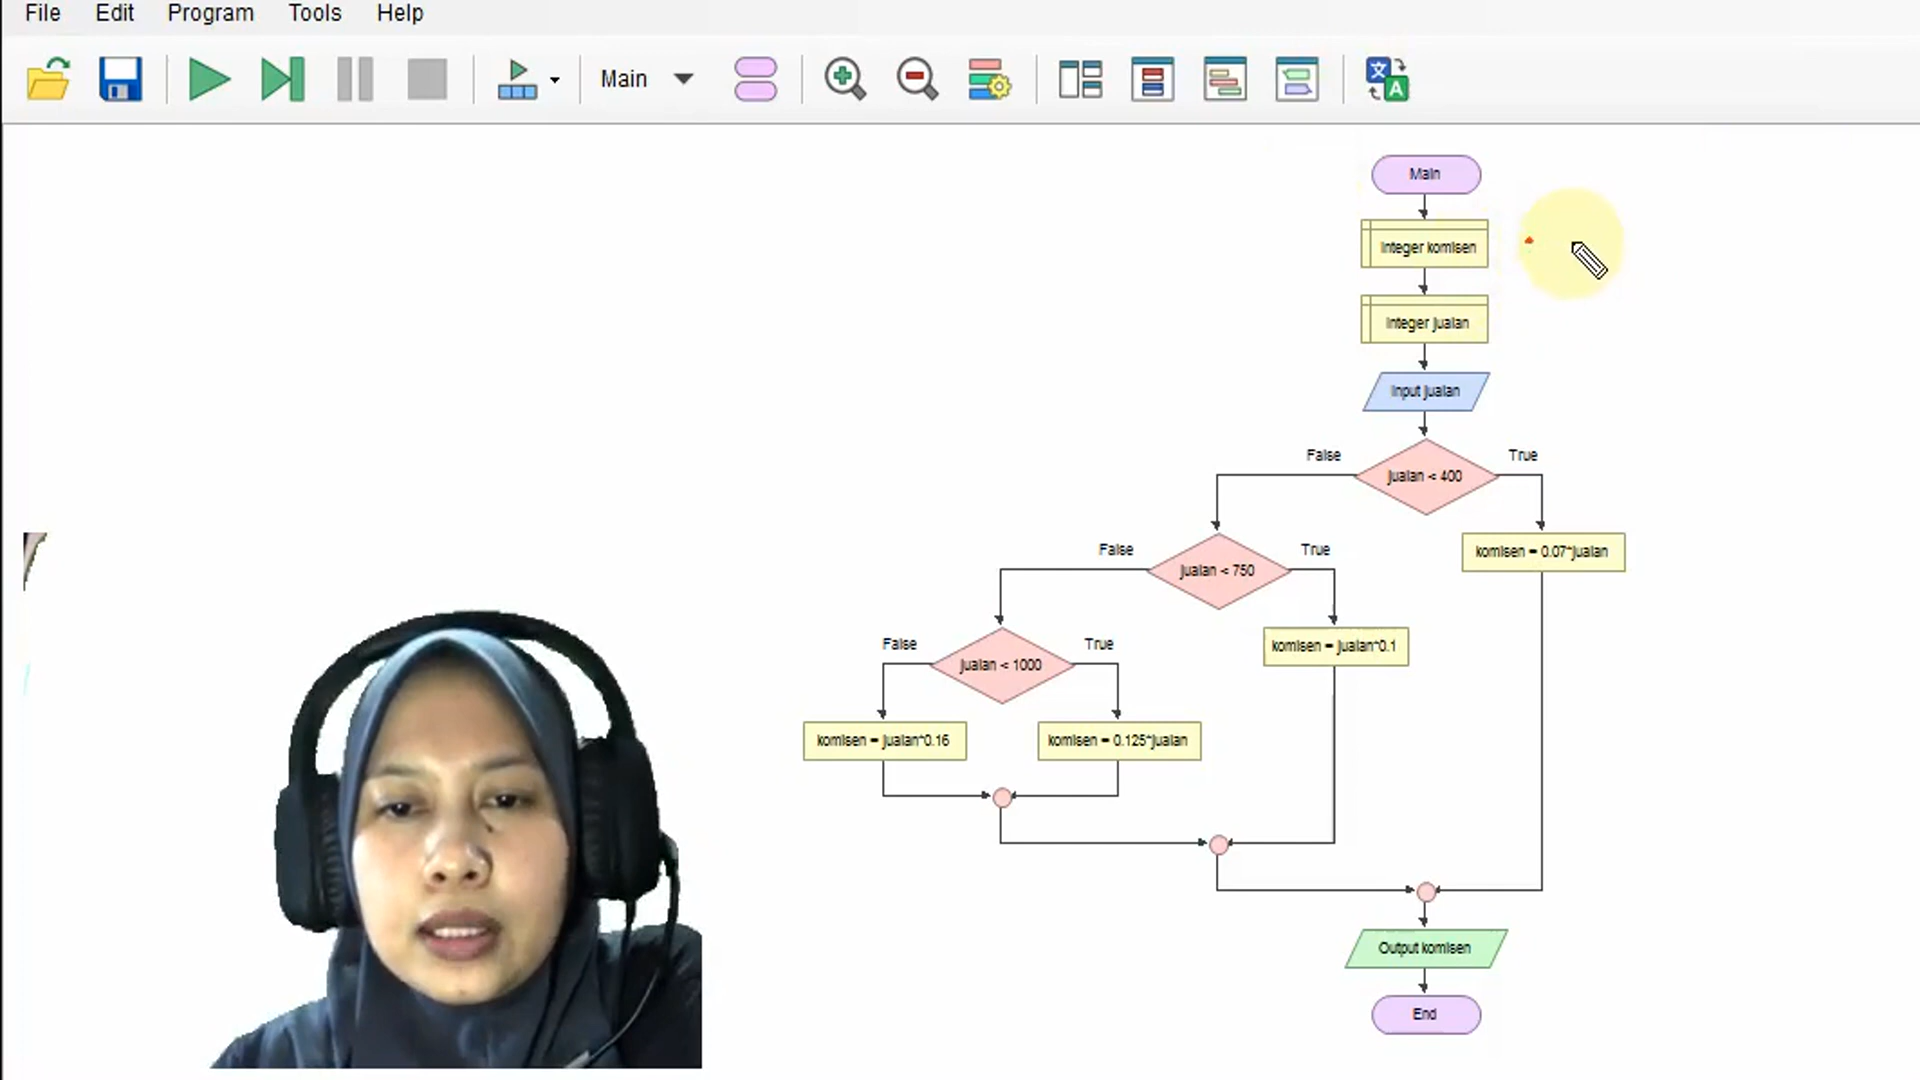 File Edit Program Tools Help
Main
Main
Integer komisen
Integer jualan
Input jualan
False True
jualan < 400
False True
komisen = 0.07*jualan
jualan < 750
False True
komisen = jualan*0.1
jualan < 1000
komisen = jualan*0.16
komisen = 0.125*jualan
Output komisen
End